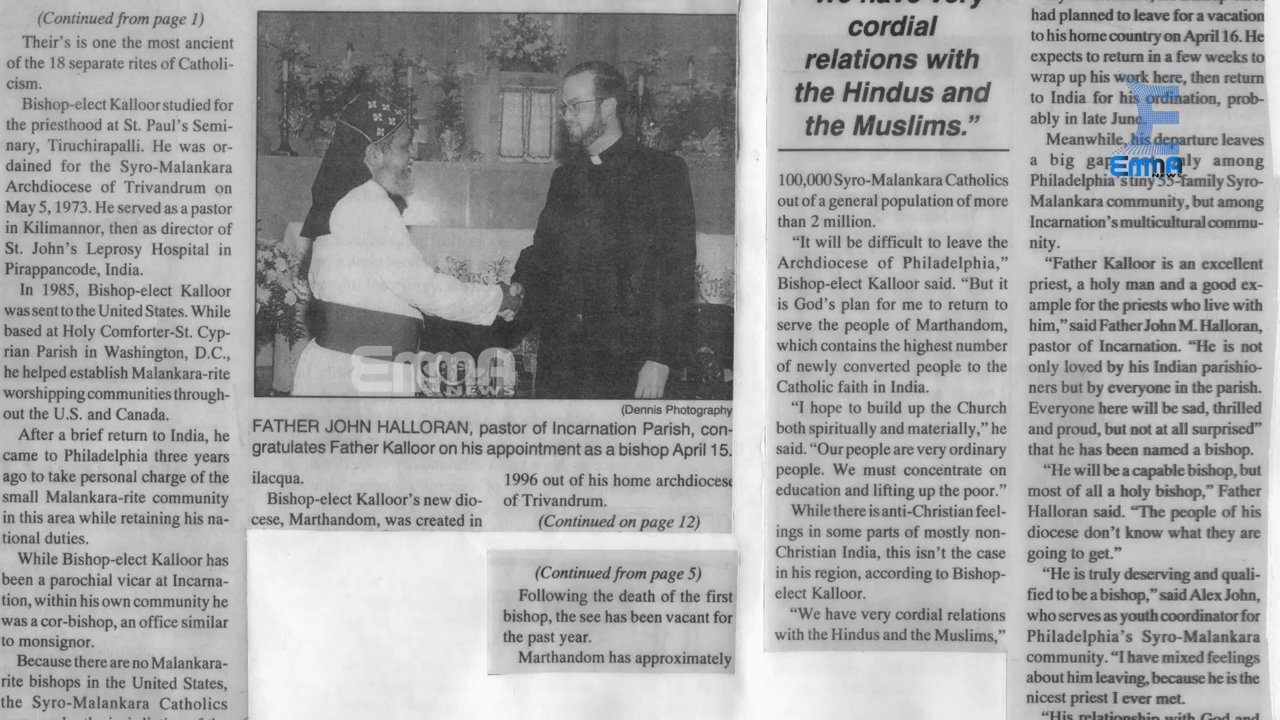 (Continued from page 1)
Their's is one the most ancient
of the 18 separate rites of Catholi-
cism.
Bishop-elect Kalloor studied for
the priesthood at St. Paul's Semi-
nary, Tiruchirapalli. He was or-
dained for the Syro-Malankara
Archdiocese of Trivandrum on
May 5, 1973. He served as a pastor
in Kilimannor, then as director of
St. John's Leprosy Hospital in
Pirappancode, India.
In 1985, Bishop-elect Kalloor
was sent to the United States. While
based at Holy Comforter-St. Cyp-
rian Parish in Washington, D.C.,
he helped establish Malankara-rite
worshipping communities through-
out the U.S. and Canada.
After a brief return to India, he
came to Philadelphia three years
ago to take personal charge of the
small Malankara-rite community
in this area while retaining his na-
tional duties.
While Bishop-elect Kalloor has
been a parochial vicar at Incarna-
tion, within his own community he
was a cor-bishop, an office similar
to monsignor.
Because there are no Malankara-
rite bishops in the United States,
the Syro-Malankara Catholics
EmmA
NEWS
(Dennis Photography
FATHER JOHN HALLORAN, pastor of Incarnation Parish, con-
gratulates Father Kalloor on his appointment as a bishop April 15.
ilacqua.
Bishop-elect Kalloor's new dio-
cese, Marthandom, was created in
1996 out of his home archdiocese
of Trivandrum.
(Continued on page 12)
(Continued from page 5)
Following the death of the first
bishop, the see has been vacant for
the past year.
Marthandom has approximately
"We have very
cordial
relations with
the Hindus and
the Muslims."
100,000 Syro-Malankara Catholics
out of a general population of more
than 2 million.
"It will be difficult to leave the
Archdiocese of Philadelphia,"
Bishop-elect Kalloor said. "But it
is God's plan for me to return to
serve the people of Marthandom,
which contains the highest number
of newly converted people to the
Catholic faith in India.
"I hope to build up the Church
both spiritually and materially," he
said. "Our people are very ordinary
people. We must concentrate on
education and lifting up the poor."
While there is anti-Christian feel-
ings in some parts of mostly non-
Christian India, this isn't the case
in his region, according to Bishop-
elect Kalloor.
"We have very cordial relations
with the Hindus and the Muslims,"
had planned to leave for a vacation
to his home country on April 16. He
expects to return in a few weeks to
wrap up his work here, then return
to India for his ordination, prob-
ably in late June.
Meanwhile, his departure leaves
a big gap only among
Philadelphia's tiny 55-family Syro-
Malankara community, but among
Incarnation's multicultural commu-
nity.
"Father Kalloor is an excellent
priest, a holy man and a good ex-
ample for the priests who live with
him," said Father John M. Halloran,
pastor of Incarnation. "He is not
only loved by his Indian parishio-
ners but by everyone in the parish.
Everyone here will be sad, thrilled
and proud, but not at all surprised"
that he has been named a bishop.
"He will be a capable bishop, but
most of all a holy bishop," Father
Halloran said. "The people of his
diocese don't know what they are
going to get."
"He is truly deserving and quali-
fied to be a bishop," said Alex John,
who serves as youth coordinator for
Philadelphia's Syro-Malankara
community. "I have mixed feelings
about him leaving, because he is the
nicest priest I ever met.
"His relationship with God and
EmmA
NEWS